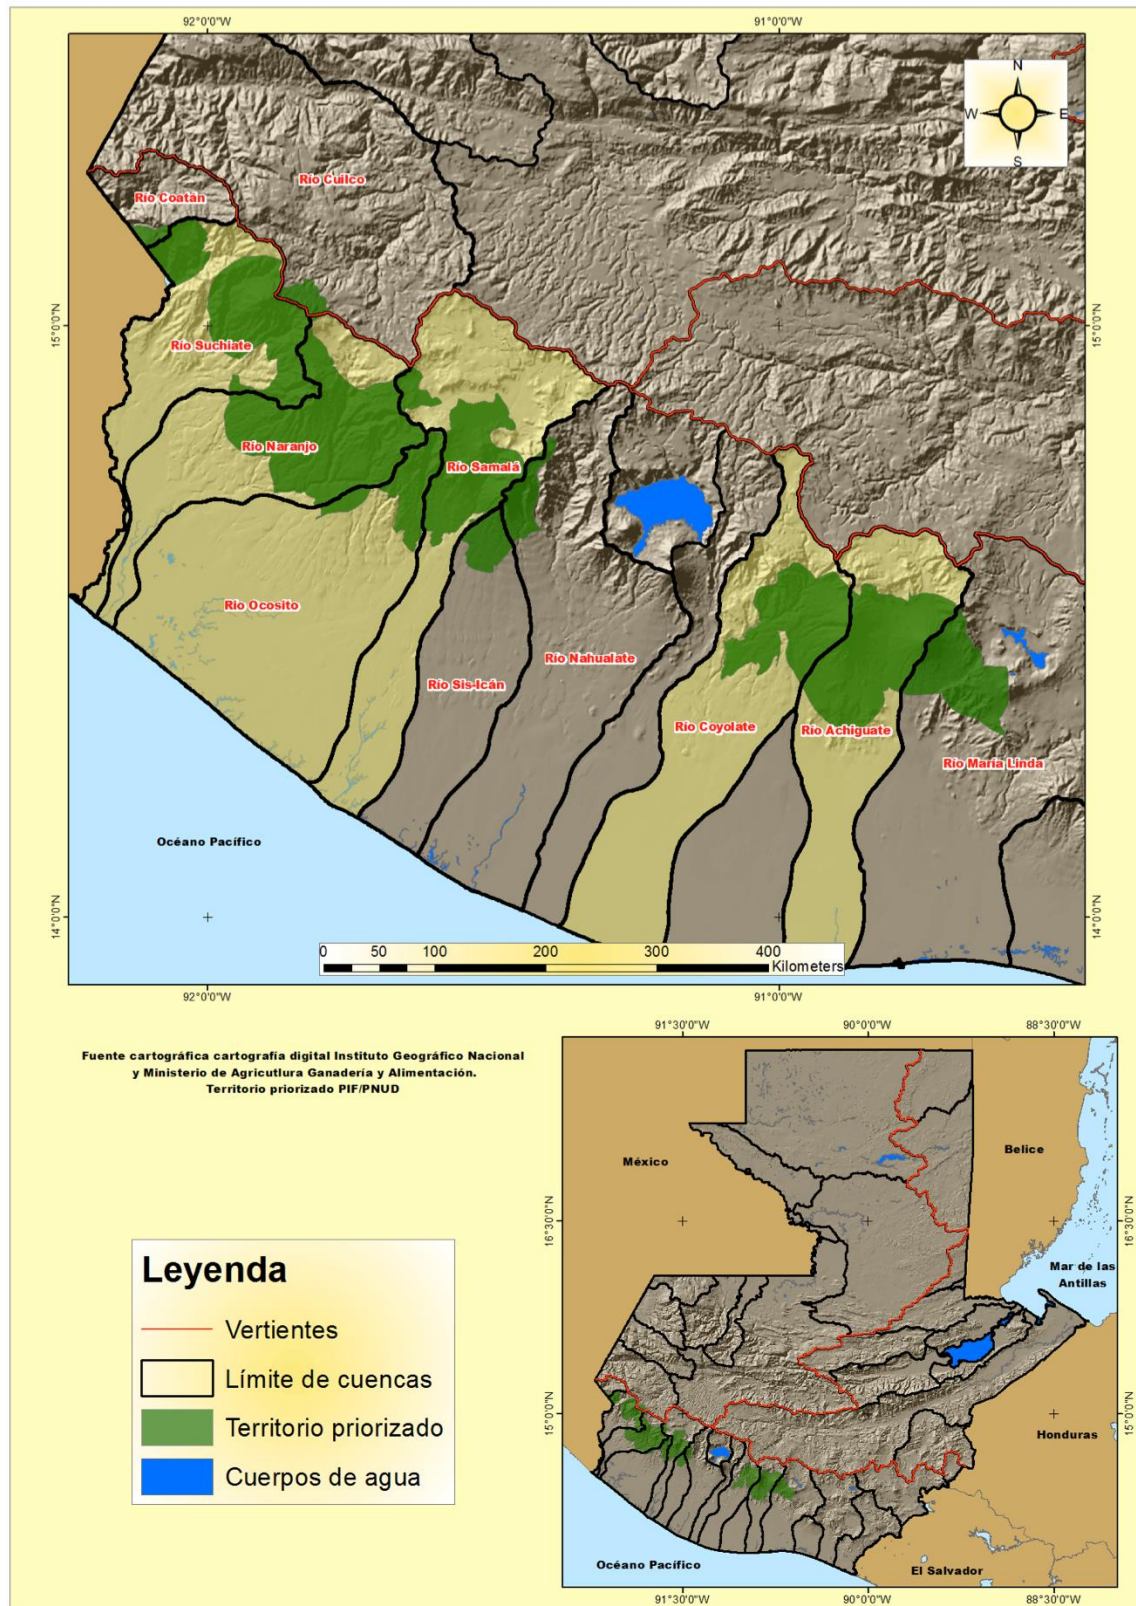 92°0'0"W
91°0'0"W
N
W
E
S
Río Cuilco
Río Coatán
15°0'0"N
15°0'0"N
Río Suchiate
Río Naranjo
Río Samalá
Río Ocosito
Río Nahualate
Río Sis-Icán
Río Coyolate
Río Achiguate
Río María Linda
Océano Pacífico
14°0'0"N
14°0'0"N
0 50 100 200 300 400
Kilometers
92°0'0"W
91°0'0"W
91°30'0"W
90°0'0"W
88°30'0"W
Fuente cartográfica cartografía digital Instituto Geográfico Nacional
y Ministerio de Agricutlura Ganadería y Alimentación.
Territorio priorizado PIF/PNUD
México
Belice
16°30'0"N
16°30'0"N
Mar de las
Antillas
Leyenda
Vertientes
Límite de cuencas
Territorio priorizado
Cuerpos de agua
15°0'0"N
15°0'0"N
Honduras
Océano Pacífico
El Salvador
91°30'0"W
90°0'0"W
88°30'0"W